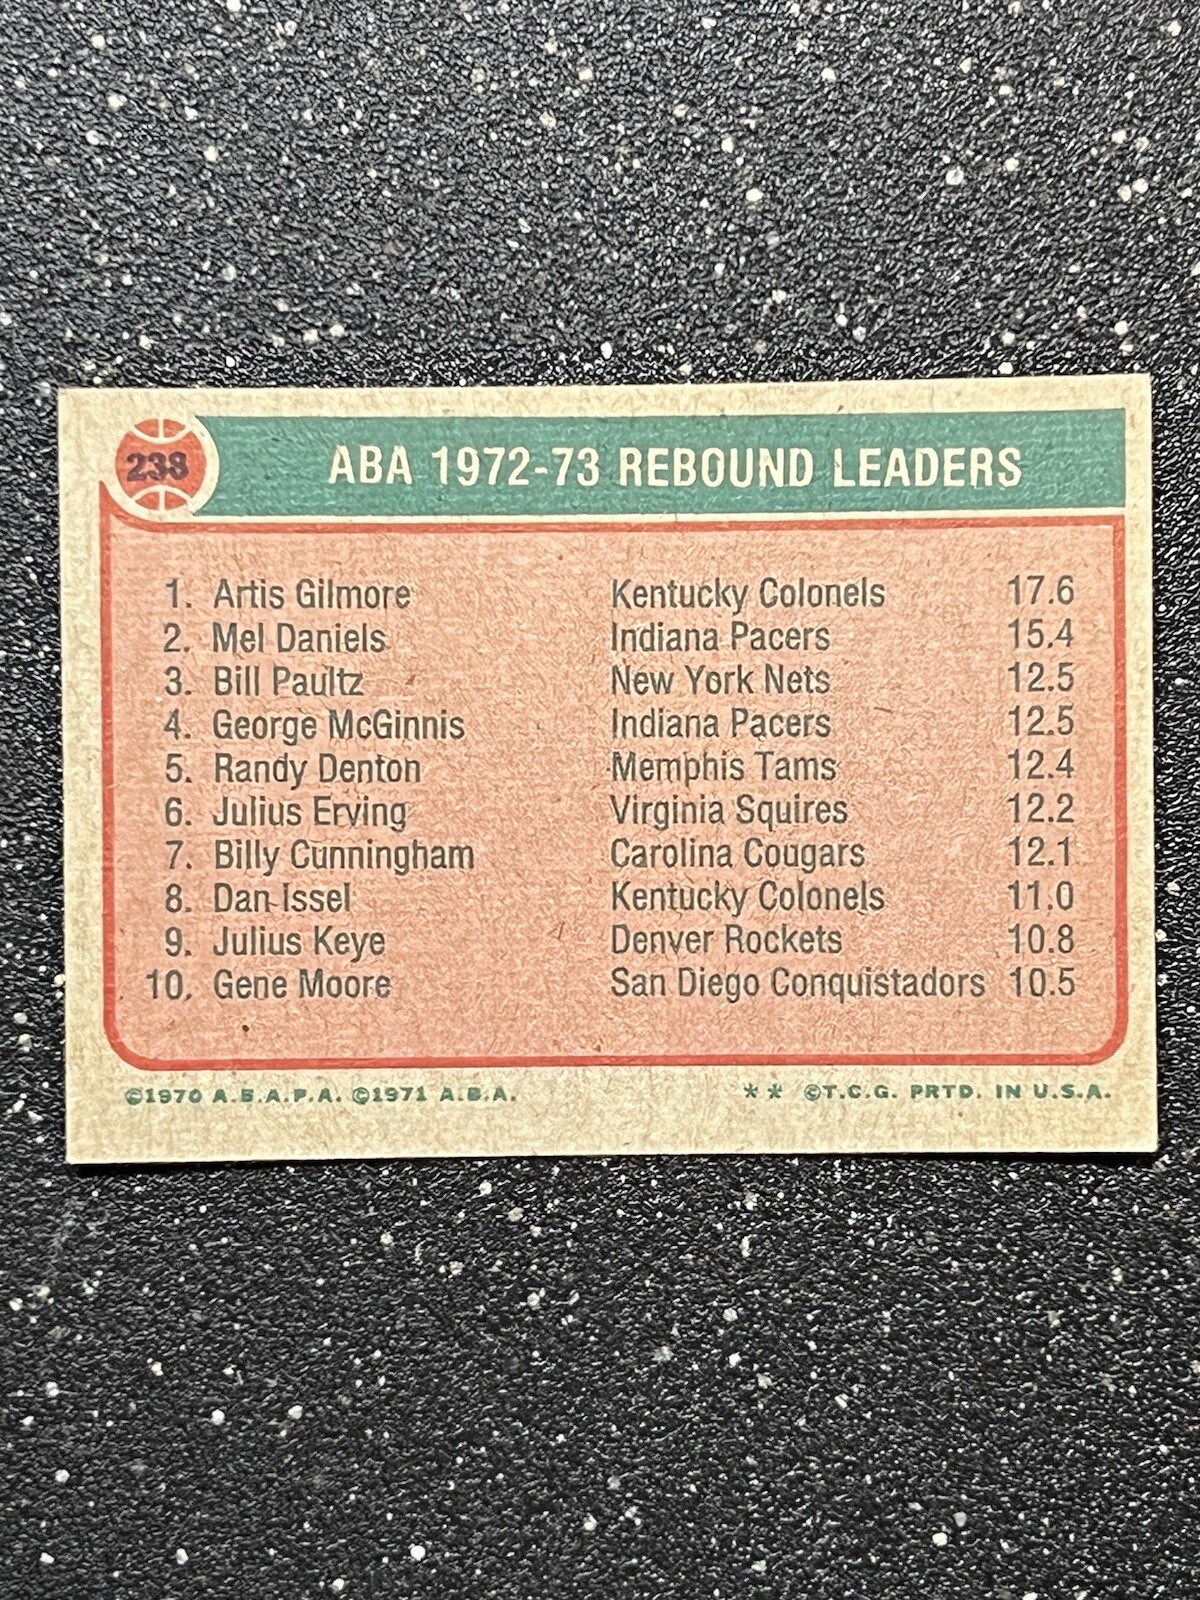 238
ABA 1972-73 REBOUND LEADERS
1. Artis Gilmore Kentucky Colonels 17.6
2. Mel Daniels Indiana Pacers 15.4
3. Bill Paultz New York Nets 12.5
4. George McGinnis Indiana Pacers 12.5
5. Randy Denton Memphis Tams 12.4
6. Julius Erving Virginia Squires 12.2
7. Billy Cunningham Carolina Cougars 12.1
8. Dan Issel Kentucky Colonels 11.0
9. Julius Keye Denver Rockets 10.8
10. Gene Moore San Diego Conquistadors 10.5
©1970 A.B.A.P.A. ©1971 A.B.A. ** ©T.C.G. PRTD. IN U.S.A.